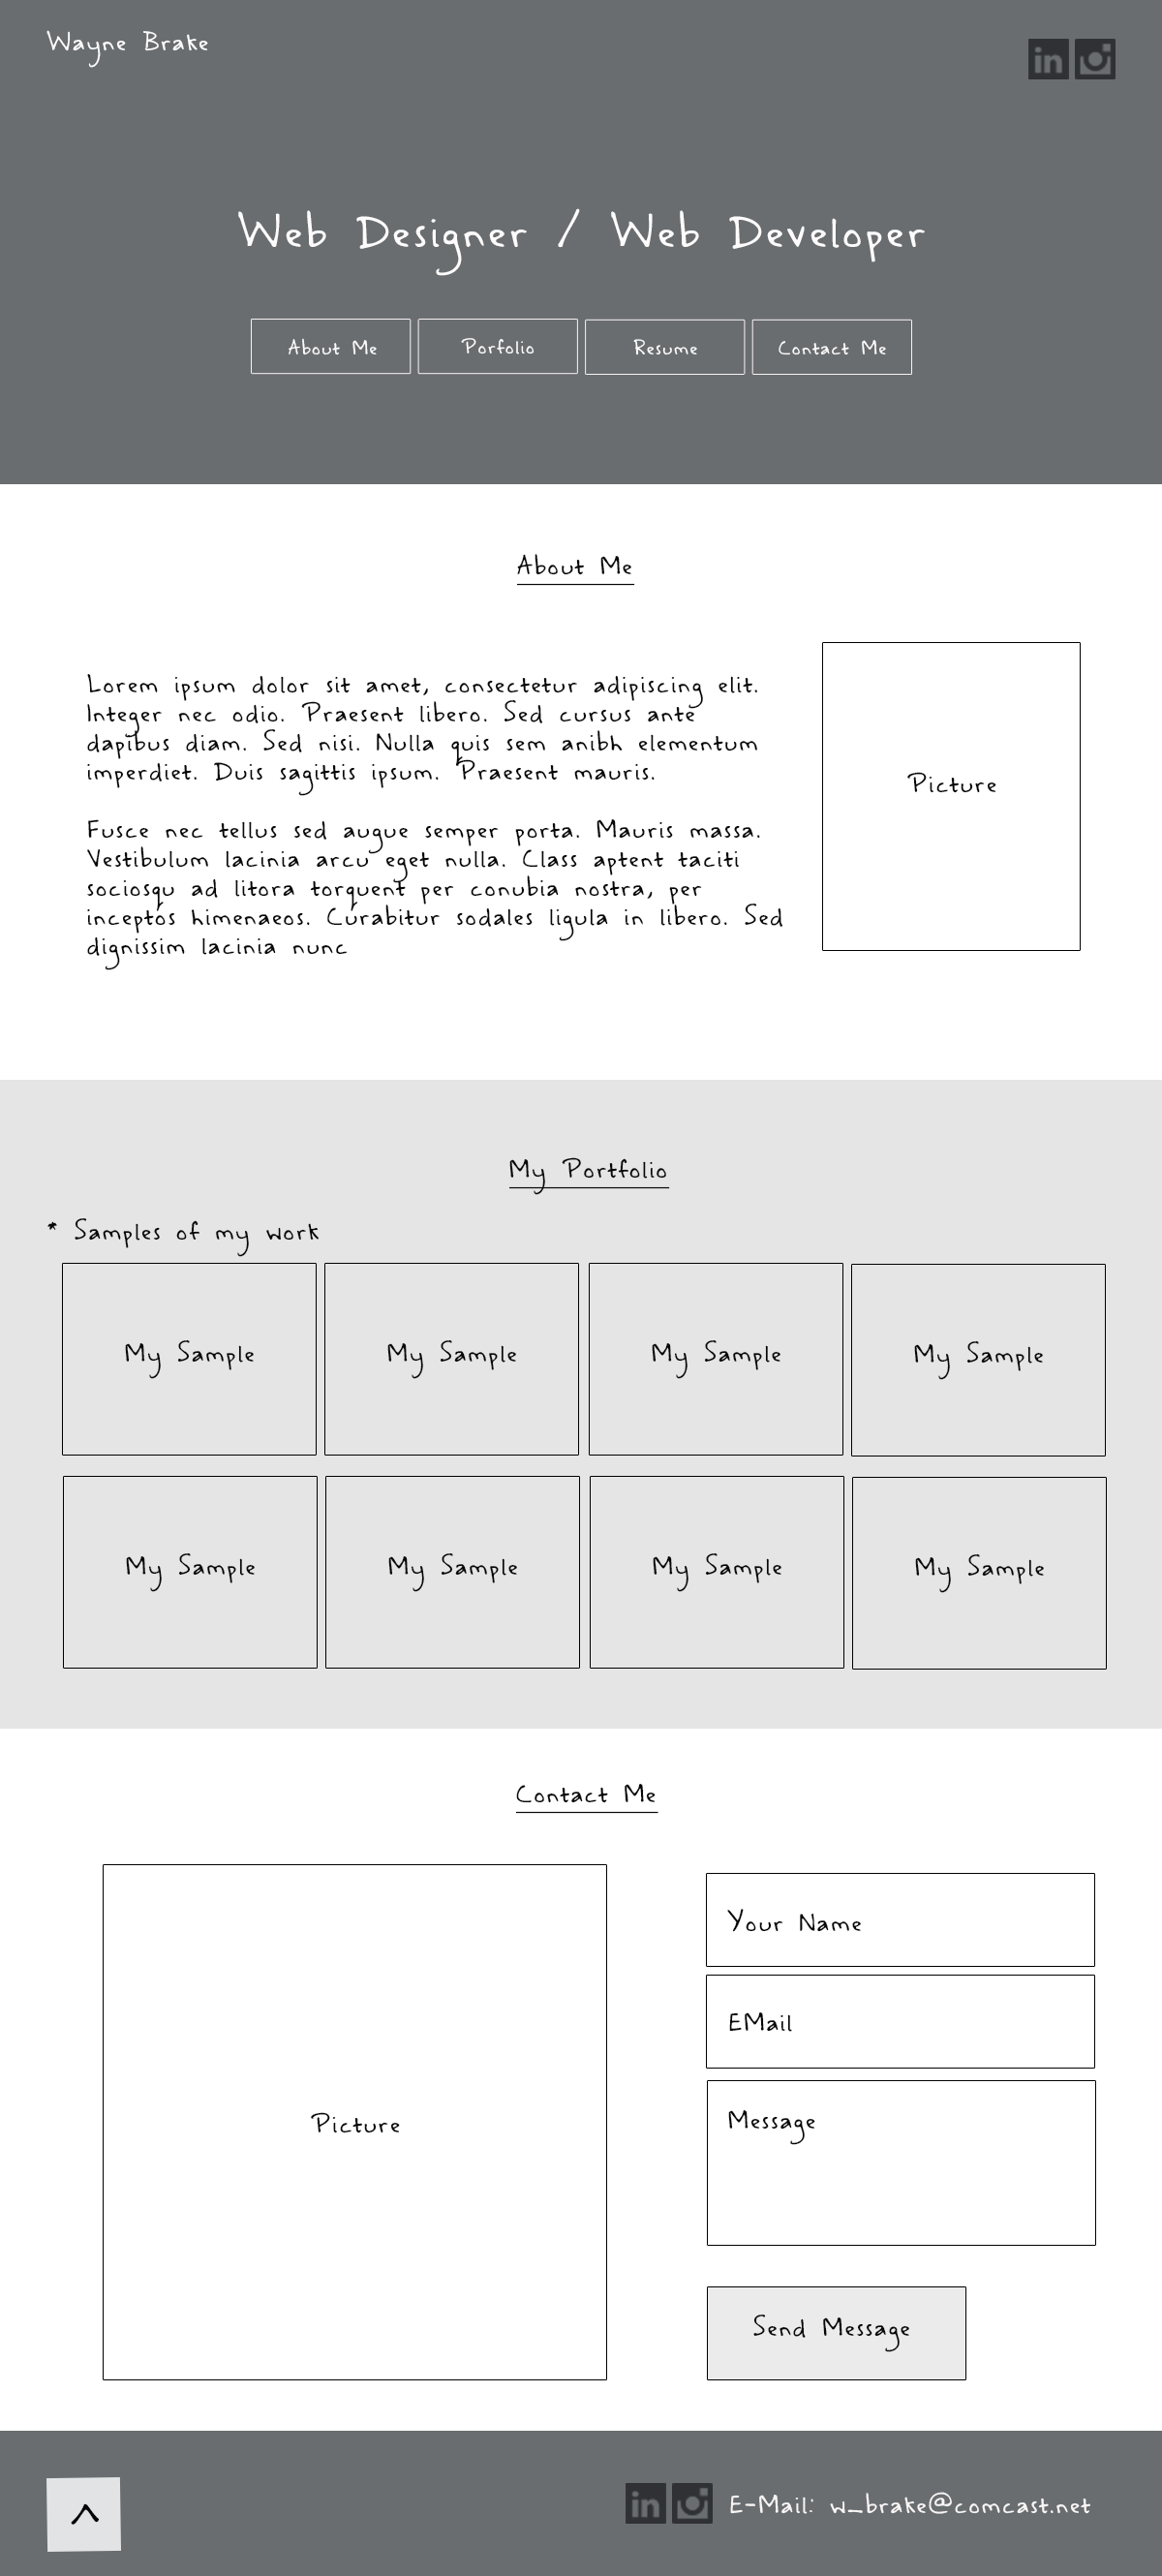 Wayne Brake
in
Web Designer / Web Developer
About Me
Porfolio
Resume
Contact Me
About Me
Lorem ipsum dolor sit amet, consectetur adipiscing elit.
Integer nec odio. Praesent libero. Sed cursus ante
dapibus diam. Sed nisi. Nulla quis sem anibh elementum
imperdiet. Duis sagittis ipsum. Praesent mauris.
Fusce nec tellus sed augue semper porta. Mauris massa.
Vestibulum lacinia arcu eget nulla. Class aptent taciti
sociosqu ad litora torquent per conubia nostra, per
inceptos himenaeos. Curabitur sodales ligula in libero. Sed
dignissim lacinia nunc
Picture
My Portfolio
* Samples of my work
My Sample
My Sample
My Sample
My Sample
My Sample
My Sample
My Sample
My Sample
Contact Me
Picture
Your Name
EMail
Message
Send Message
^
in
E-Mail: w_brake@comcast.net